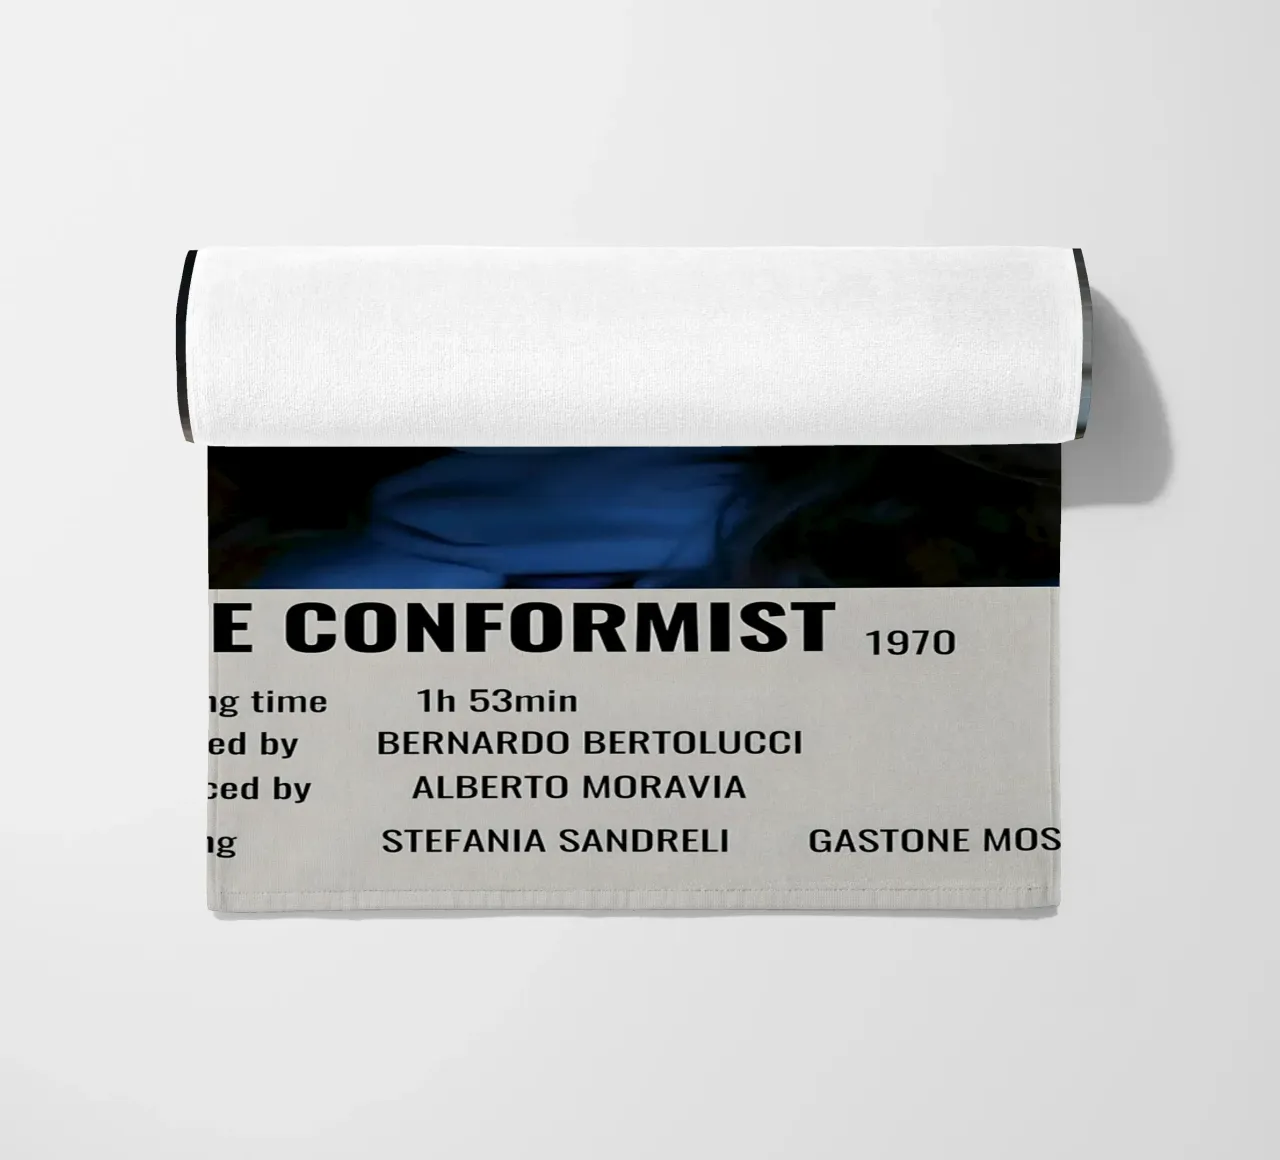 E CONFORMIST 1970
ng time 1h 53min
ed by BERNARDO BERTOLUCCI
ced by ALBERTO MORAVIA
ng STEFANIA SANDRELI GASTONE MOS